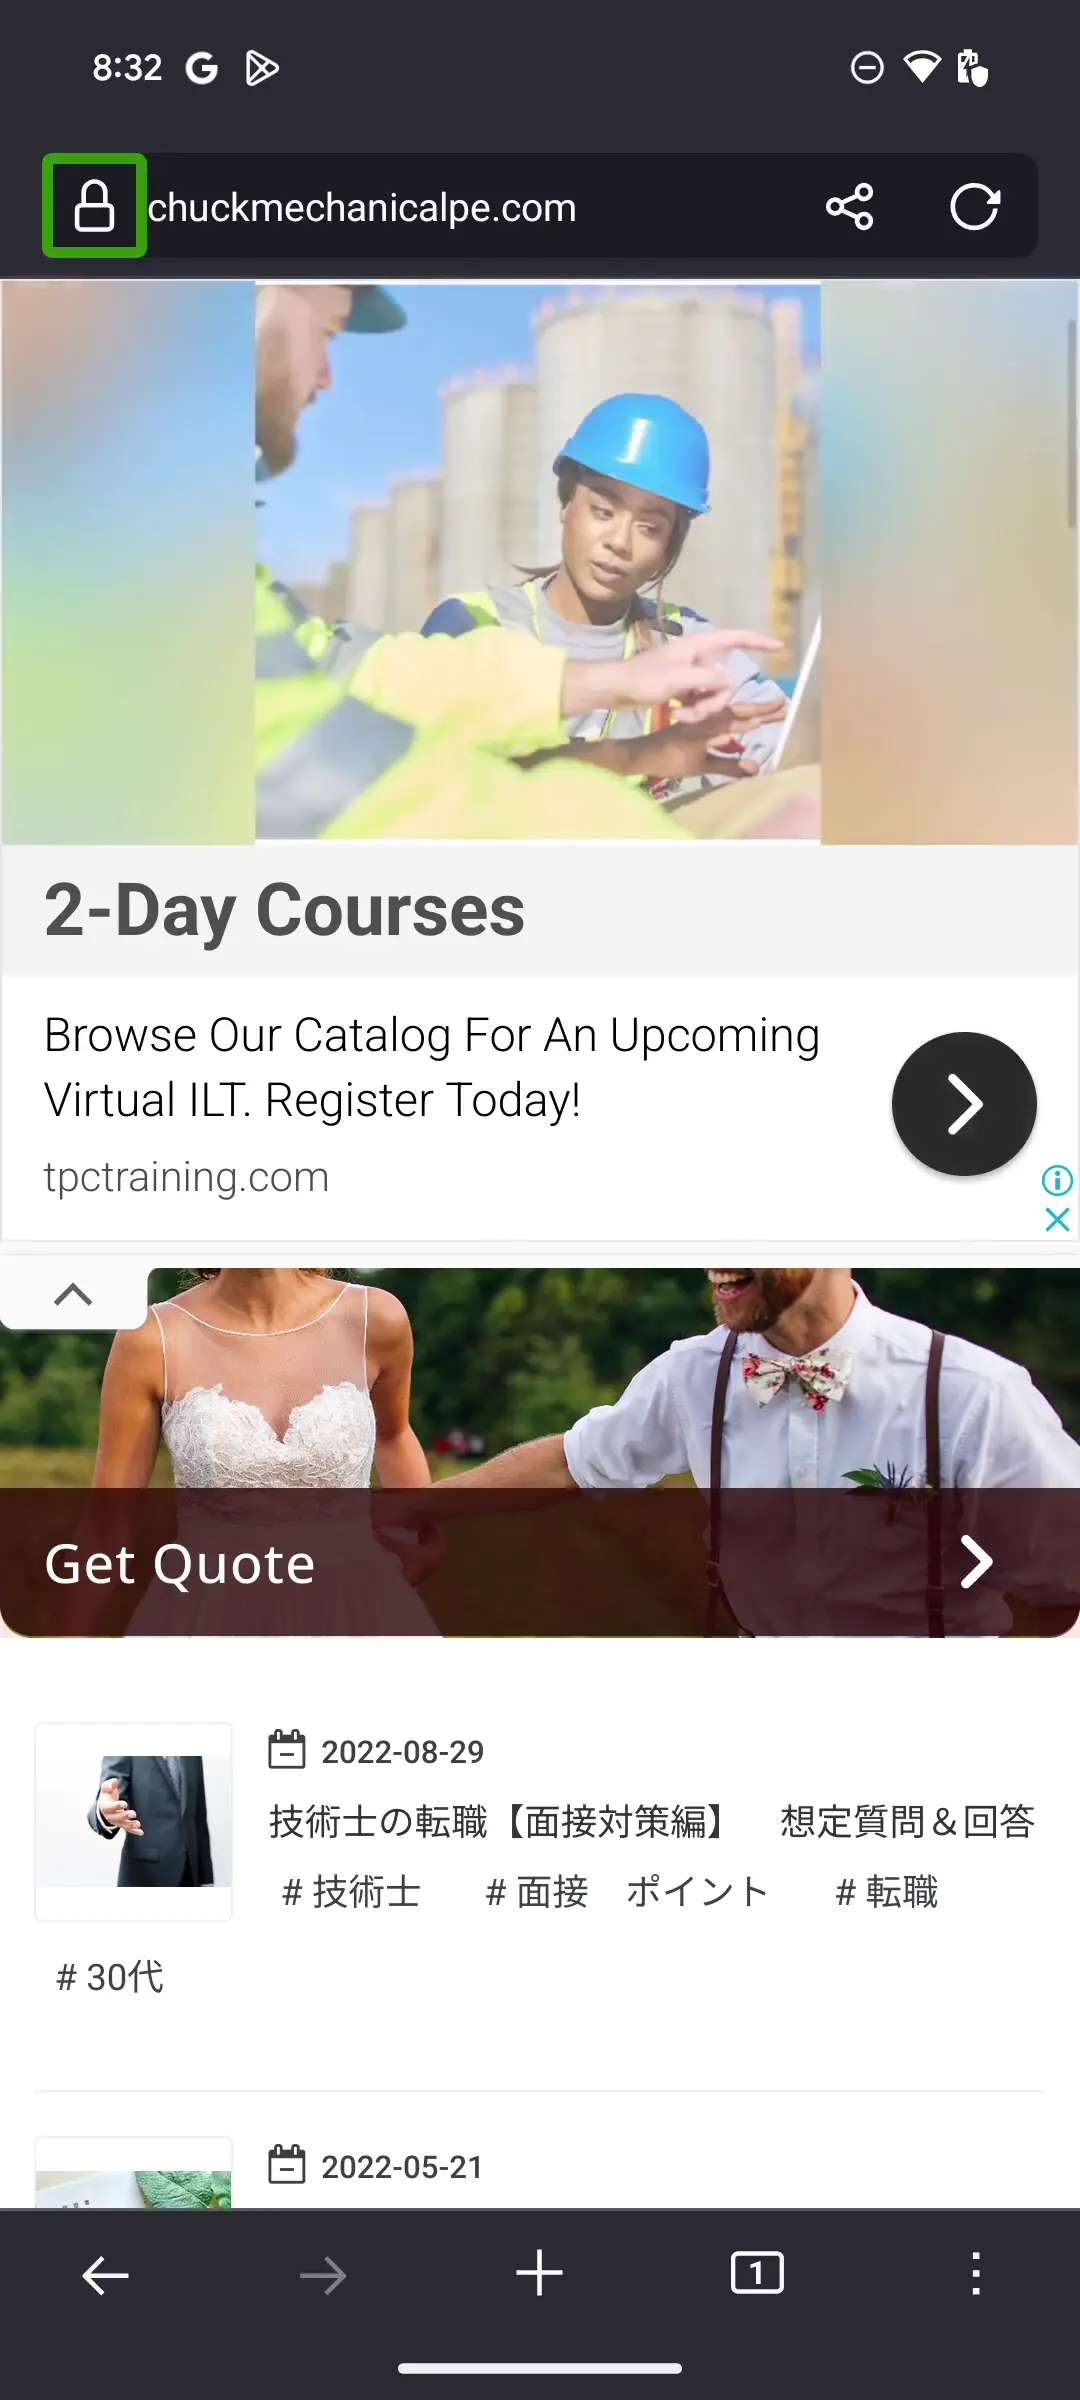 8:32
chuckmechanicalpe.com
2-Day Courses
Browse Our Catalog For An Upcoming
Virtual ILT. Register Today!
tpctraining.com
Get Quote
2022-08-29
技術士の転職【面接対策編】　想定質問＆回答
# 技術士　# 面接　ポイント　# 転職
# 30代
2022-05-21
1